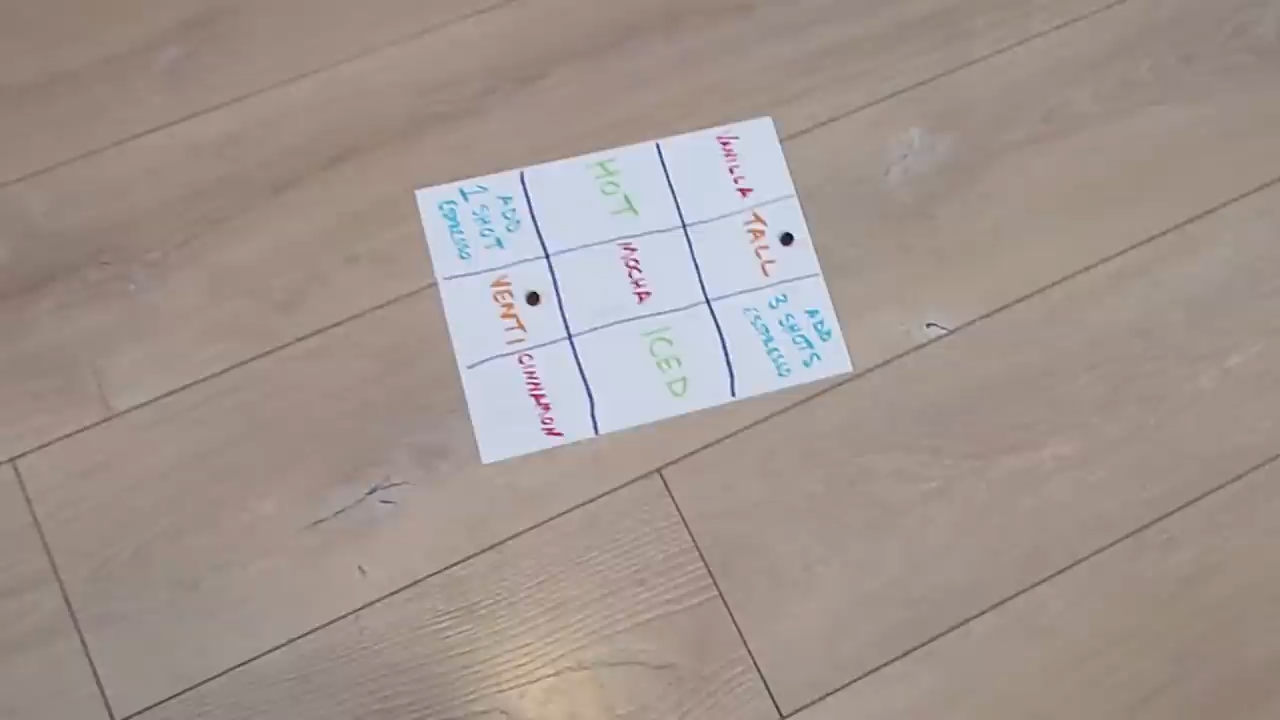 VANILLA
TALL
ADD
3 SHOTS
ESPRESSO
HOT
MOCHA
ICED
ADD
1 SHOT
ESPRESSO
VENTI
CINNAMON